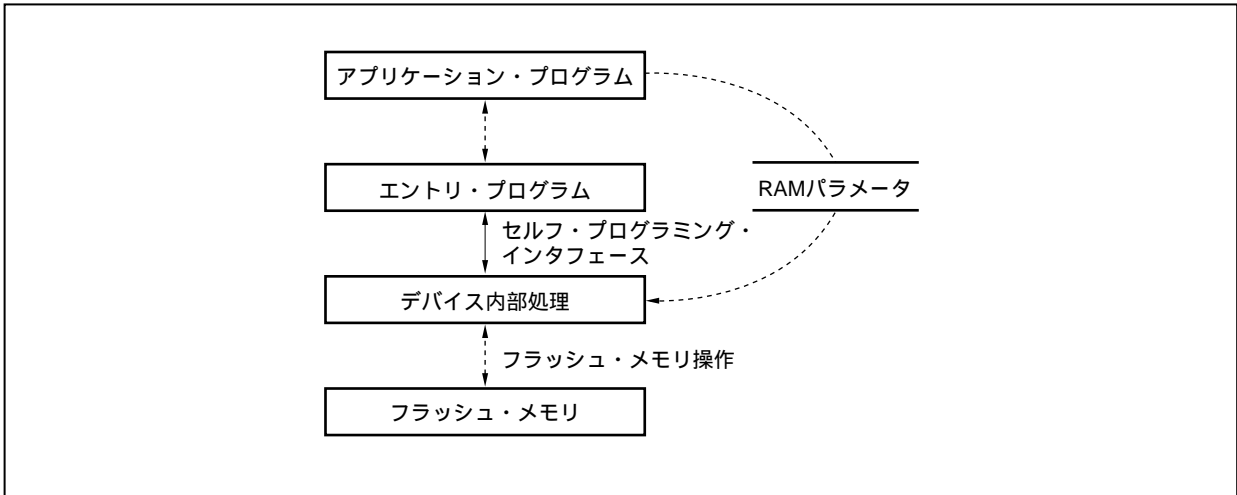 アプリケーション・プログラム
エントリ・プログラム
RAMパラメータ
セルフ・プログラミング・
インタフェース
デバイス内部処理
フラッシュ・メモリ操作
フラッシュ・メモリ